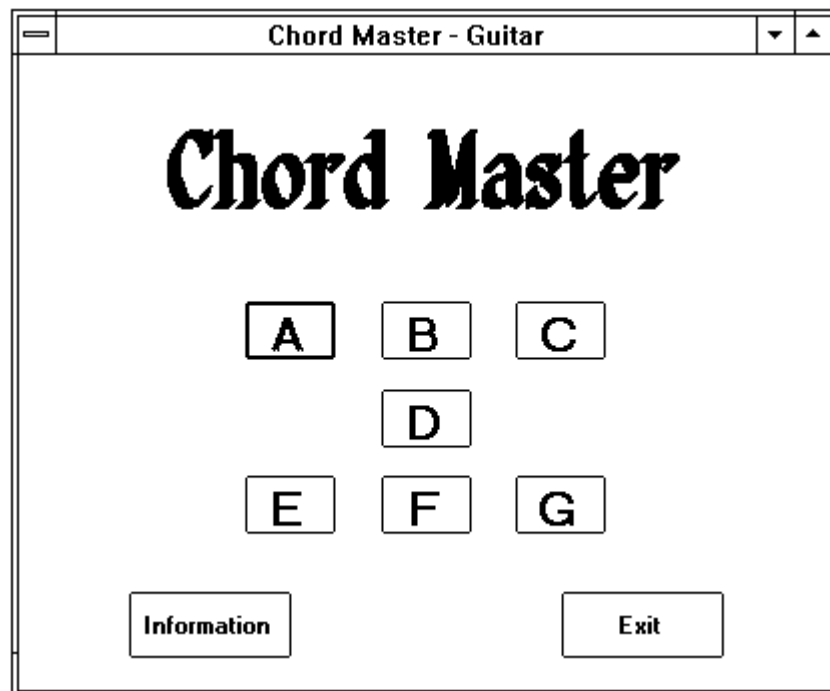 Chord Master - Guitar
Chord Master
A B C
D
E F G
Information Exit